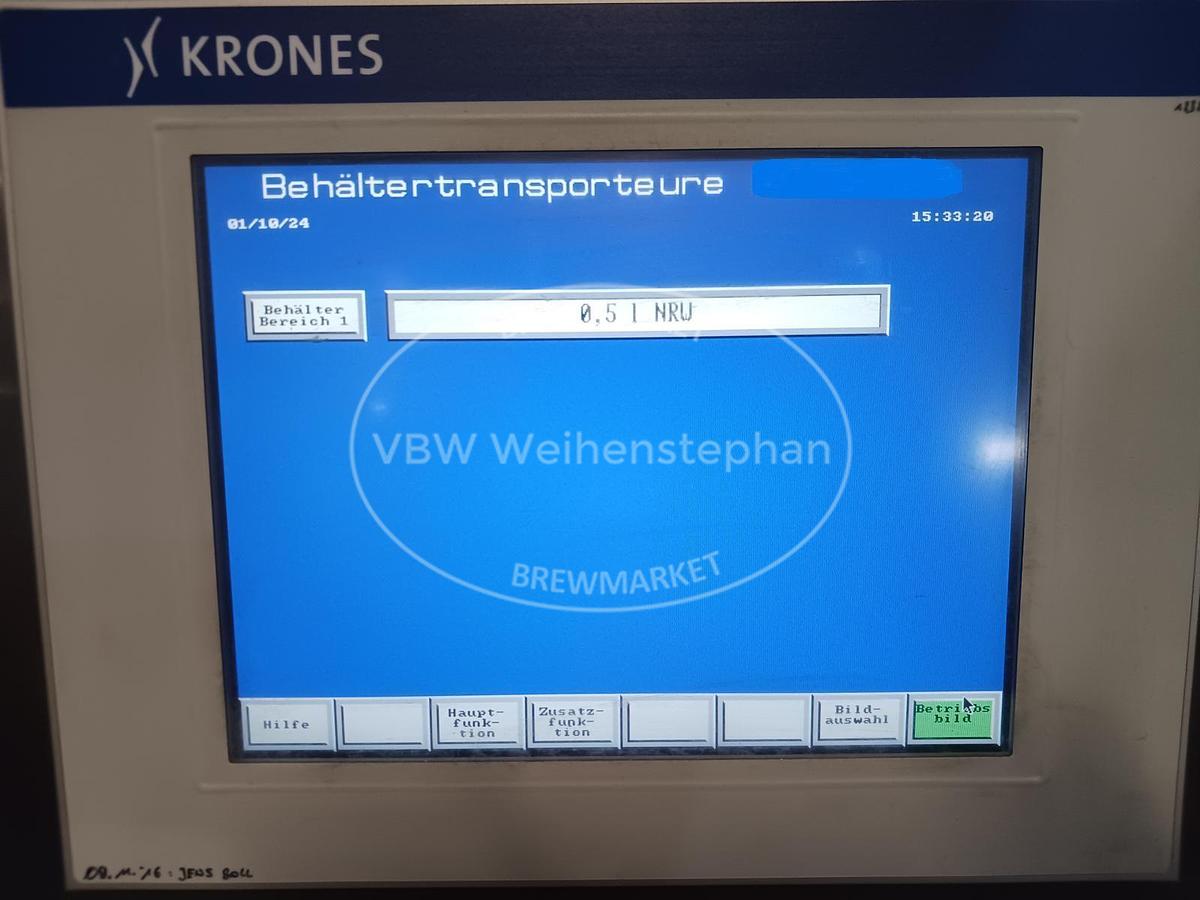 KRONES
Behältertransporteure
01/10/24
15:33:20
Behälter
Bereich 1
0,5 l NRW
VBW Weihenstephan
BREWMARKET
Hilfe
Haupt-
funk-
tion
Zusatz-
funk-
tion
Bild-
auswahl
Betriebs
bild